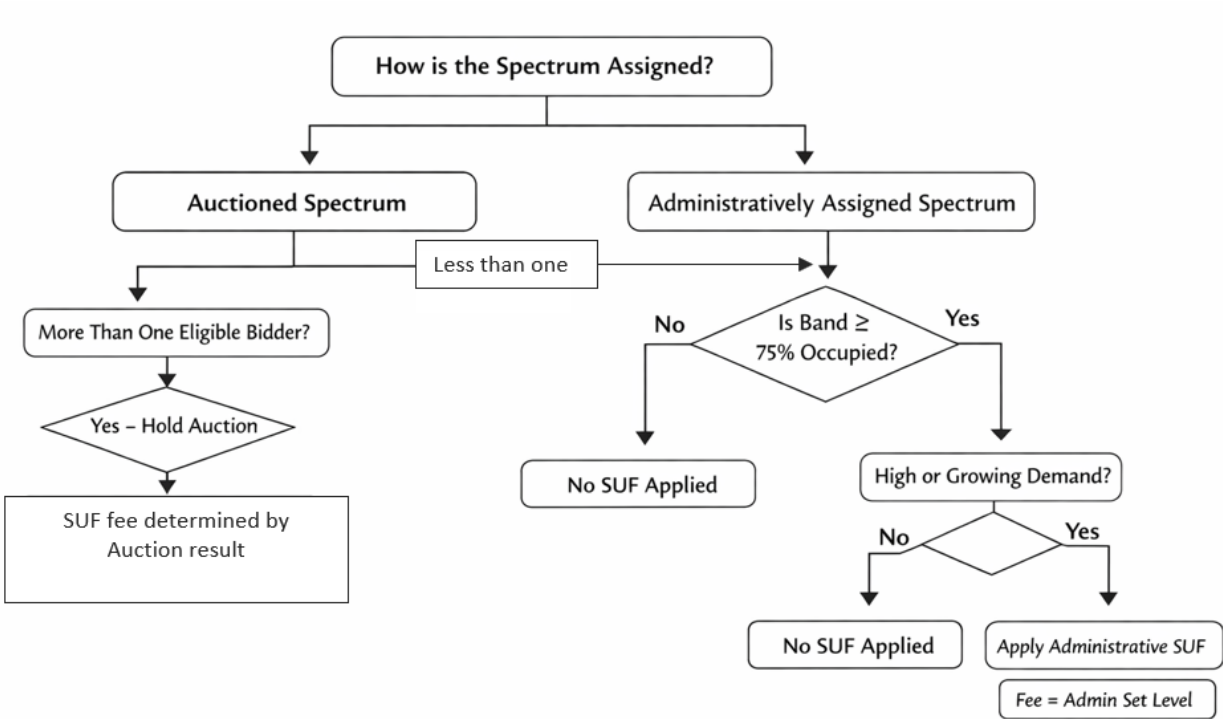 How is the Spectrum Assigned?
Auctioned Spectrum
Administratively Assigned Spectrum
Less than one
More Than One Eligible Bidder?
No
Is Band ≥
75% Occupied?
Yes
Yes – Hold Auction
No SUF Applied
High or Growing Demand?
SUF fee determined by
Auction result
No
Yes
No SUF Applied
Apply Administrative SUF
Fee = Admin Set Level